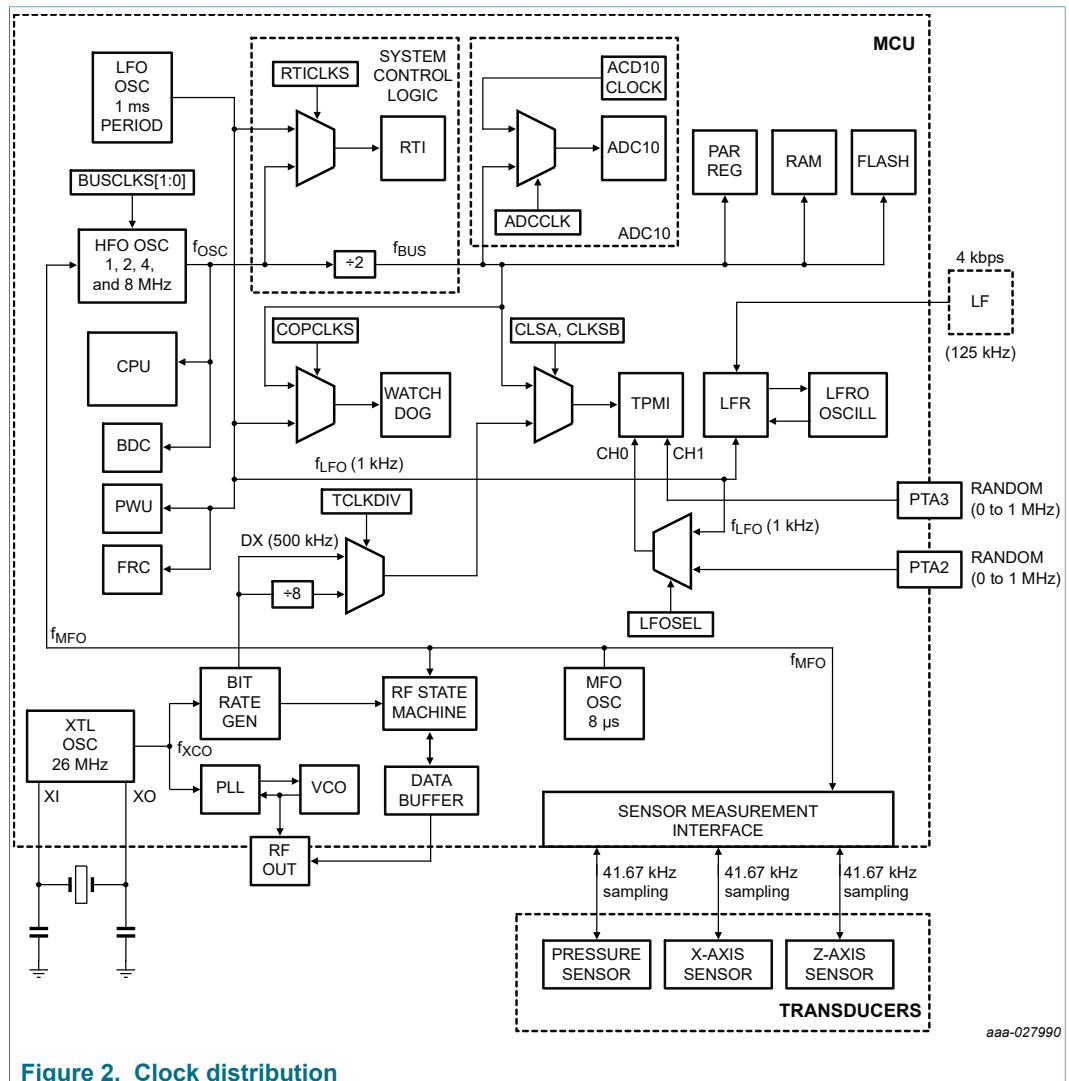 MCU
LFO
OSC
1 ms
PERIOD
RTICLKS
SYSTEM
CONTROL
LOGIC
RTI
ACD10
CLOCK
ADC10
ADCCLK
ADC10
PAR
REG
RAM
FLASH
BUSCLKS[1:0]
HFO OSC
1, 2, 4,
and 8 MHz
fOSC
÷2
fBUS
4 kbps
LF
(125 kHz)
CPU
COPCLKS
WATCH
DOG
CLSA, CLKSB
TPMI
LFR
LFRO
OSCILL
BDC
CH0
CH1
fLFO (1 kHz)
PWU
TCLKDIV
PTA3
RANDOM
(0 to 1 MHz)
DX (500 kHz)
fLFO (1 kHz)
FRC
÷8
PTA2
RANDOM
(0 to 1 MHz)
LFOSEL
fMFO
fMFO
BIT
RATE
GEN
RF STATE
MACHINE
MFO
OSC
8 µs
XTL
OSC
26 MHz
fXCO
XI
XO
PLL
VCO
DATA
BUFFER
SENSOR MEASUREMENT
INTERFACE
RF
OUT
41.67 kHz
sampling
41.67 kHz
sampling
41.67 kHz
sampling
PRESSURE
SENSOR
X-AXIS
SENSOR
Z-AXIS
SENSOR
TRANSDUCERS
aaa-027990
Figure 2. Clock distribution